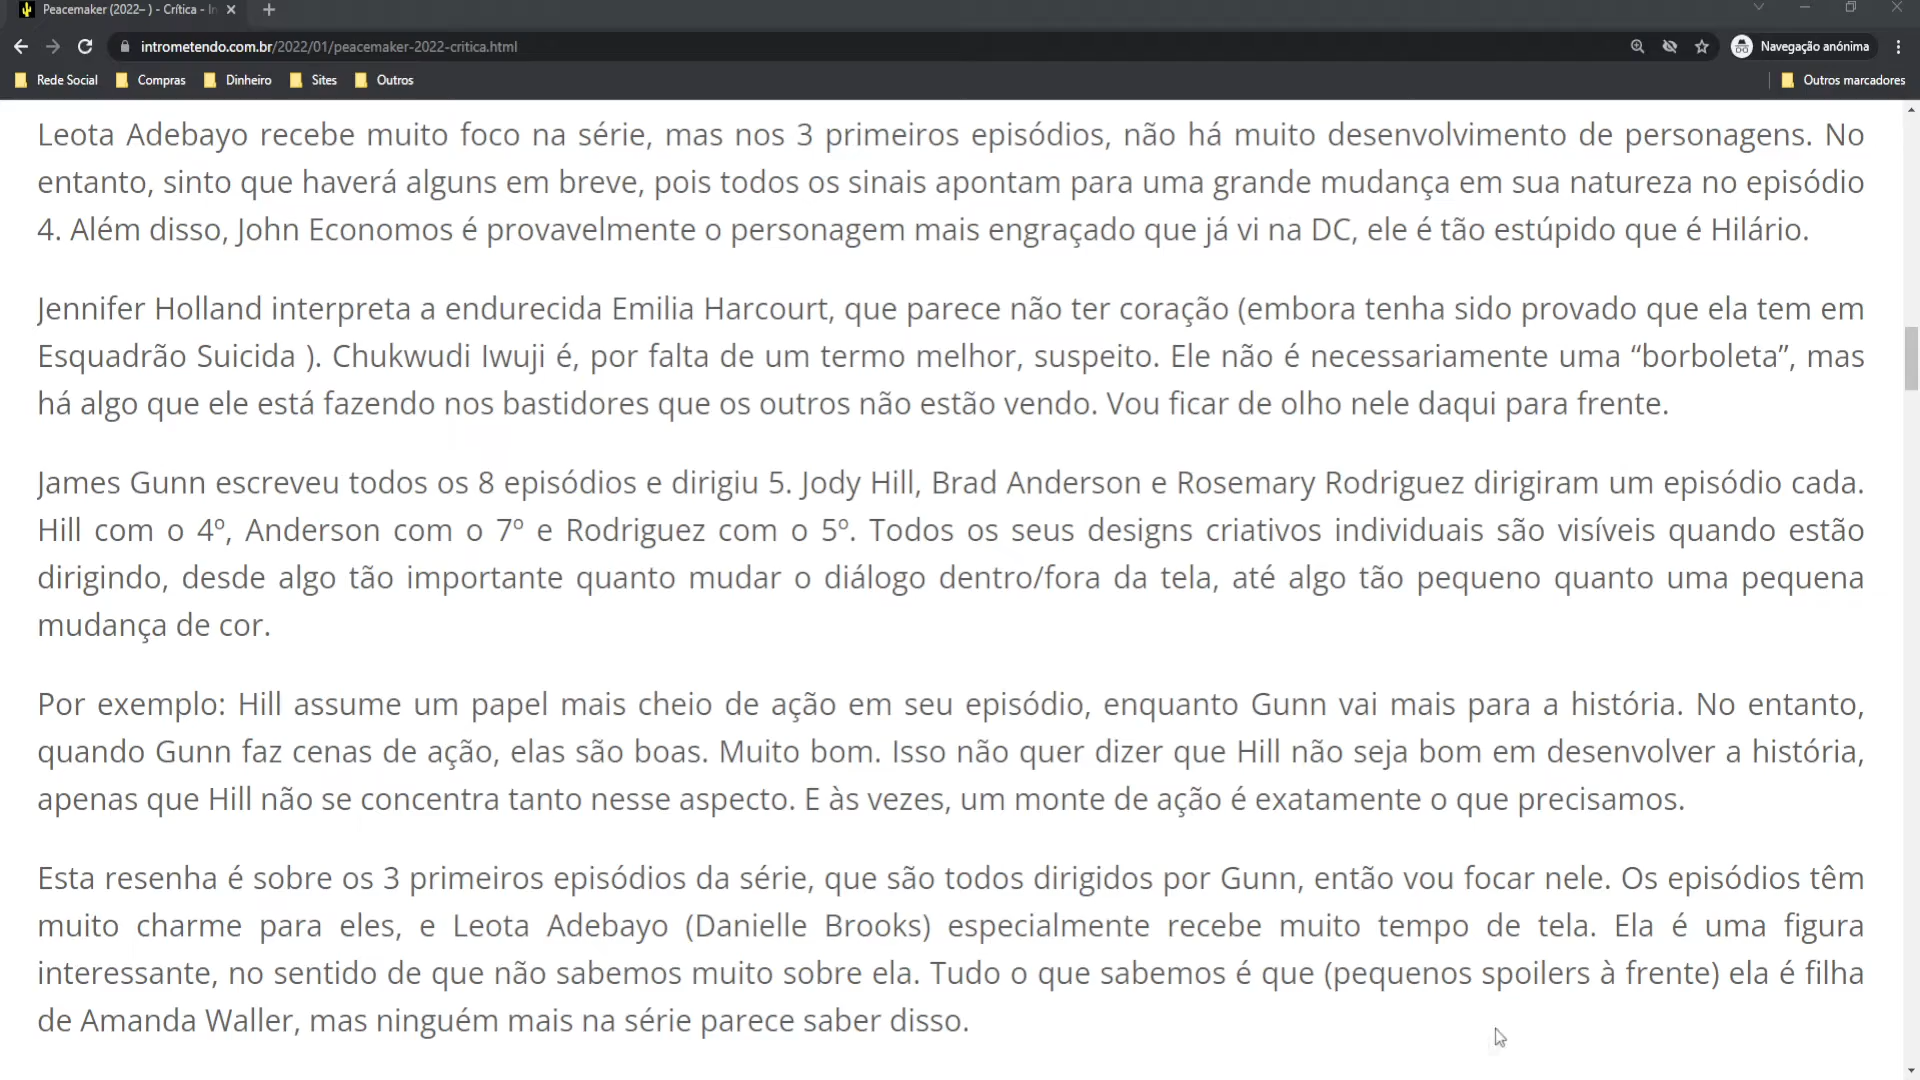 Peacemaker (2022– ) - Crítica - In
intrometendo.com.br/2022/01/peacemaker-2022-critica.html
Navegação anónima
Rede Social Compras Dinheiro Sites Outros Outros marcadores
Leota Adebayo recebe muito foco na série, mas nos 3 primeiros episódios, não há muito desenvolvimento de personagens. No
entanto, sinto que haverá alguns em breve, pois todos os sinais apontam para uma grande mudança em sua natureza no episódio
4. Além disso, John Economos é provavelmente o personagem mais engraçado que já vi na DC, ele é tão estúpido que é Hilário.
Jennifer Holland interpreta a endurecida Emilia Harcourt, que parece não ter coração (embora tenha sido provado que ela tem em
Esquadrão Suicida ). Chukwudi Iwuji é, por falta de um termo melhor, suspeito. Ele não é necessariamente uma “borboleta”, mas
há algo que ele está fazendo nos bastidores que os outros não estão vendo. Vou ficar de olho nele daqui para frente.
James Gunn escreveu todos os 8 episódios e dirigiu 5. Jody Hill, Brad Anderson e Rosemary Rodriguez dirigiram um episódio cada.
Hill com o 4º, Anderson com o 7º e Rodriguez com o 5º. Todos os seus designs criativos individuais são visíveis quando estão
dirigindo, desde algo tão importante quanto mudar o diálogo dentro/fora da tela, até algo tão pequeno quanto uma pequena
mudança de cor.
Por exemplo: Hill assume um papel mais cheio de ação em seu episódio, enquanto Gunn vai mais para a história. No entanto,
quando Gunn faz cenas de ação, elas são boas. Muito bom. Isso não quer dizer que Hill não seja bom em desenvolver a história,
apenas que Hill não se concentra tanto nesse aspecto. E às vezes, um monte de ação é exatamente o que precisamos.
Esta resenha é sobre os 3 primeiros episódios da série, que são todos dirigidos por Gunn, então vou focar nele. Os episódios têm
muito charme para eles, e Leota Adebayo (Danielle Brooks) especialmente recebe muito tempo de tela. Ela é uma figura
interessante, no sentido de que não sabemos muito sobre ela. Tudo o que sabemos é que (pequenos spoilers à frente) ela é filha
de Amanda Waller, mas ninguém mais na série parece saber disso.